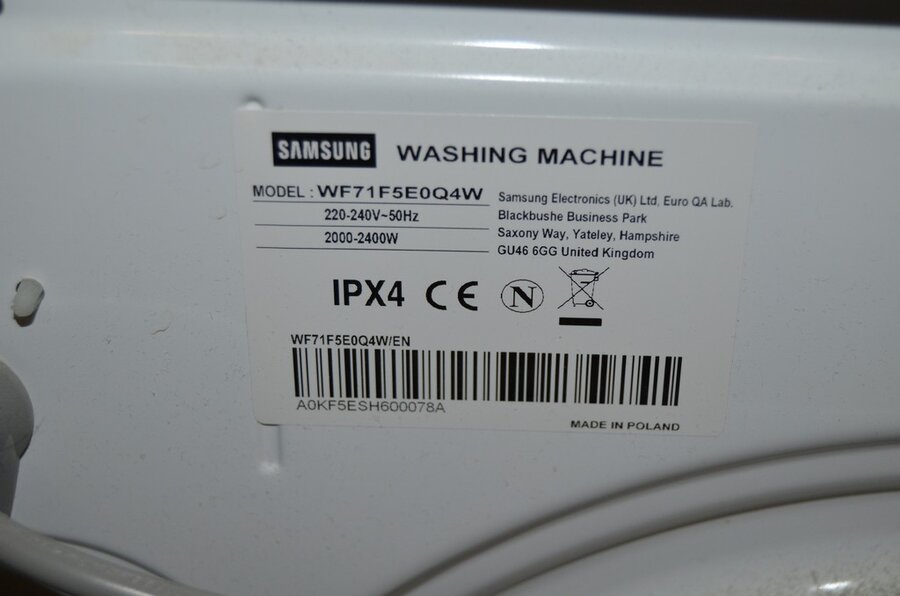 SAMSUNG WASHING MACHINE
MODEL : WF71F5E0Q4W
220-240V~50Hz
2000-2400W
Samsung Electronics (UK) Ltd, Euro QA Lab.
Blackbushe Business Park
Saxony Way, Yateley, Hampshire
GU46 6GG United Kingdom
IPX4 CE N
WF71F5E0Q4W/EN
A0KF5ESH600078A
MADE IN POLAND